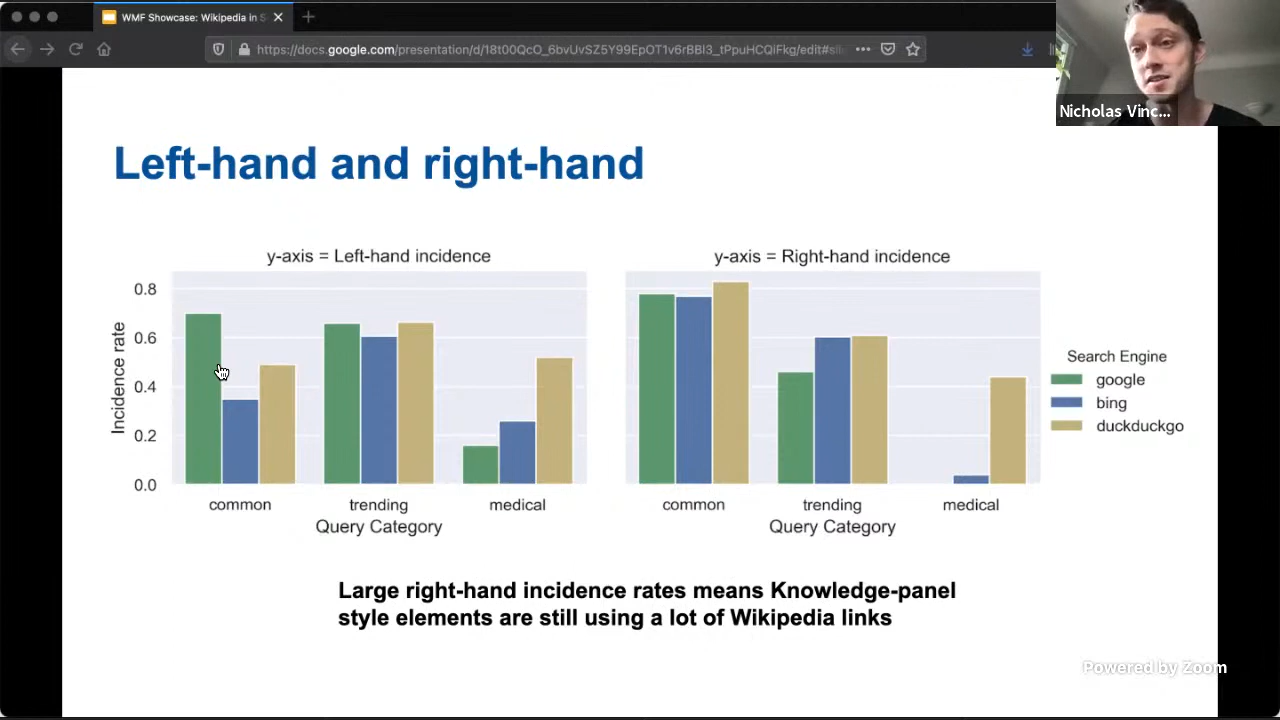 WMF Showcase: Wikipedia in S
https://docs.google.com/presentation/d/18t00QcO_6bvUvSZ5Y99EpOT1v6rBBI3_tPpuHCQiFkg/edit#sli
Nicholas Vinc...
Left-hand and right-hand
y-axis = Left-hand incidence
y-axis = Right-hand incidence
Incidence rate
0.8
0.6
0.4
0.2
0.0
common trending medical
Query Category
common trending medical
Query Category
Search Engine
google
bing
duckduckgo
Large right-hand incidence rates means Knowledge-panel
style elements are still using a lot of Wikipedia links
Powered by Zoom